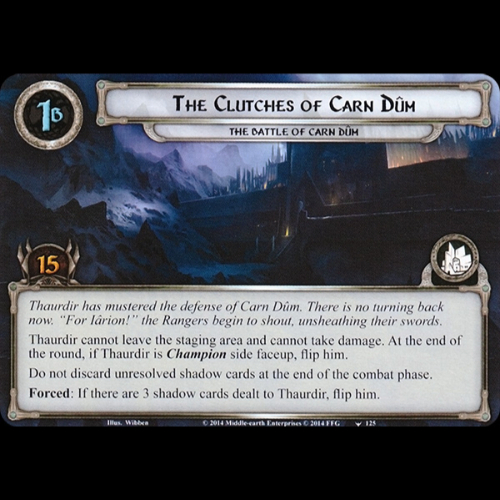 1B
THE CLUTCHES OF CARN DÛM
THE BATTLE OF CARN DÛM
15
Thaurdir has mustered the defense of Carn Dûm. There is no turning back
now. “For Iârion!” the Rangers begin to shout, unsheathing their swords.
Thaurdir cannot leave the staging area and cannot take damage. At the end of
the round, if Thaurdir is Champion side faceup, flip him.
Do not discard unresolved shadow cards at the end of the combat phase.
Forced: If there are 3 shadow cards dealt to Thaurdir, flip him.
Illus. Wibben © 2014 Middle-earth Enterprises © 2014 FFG 125